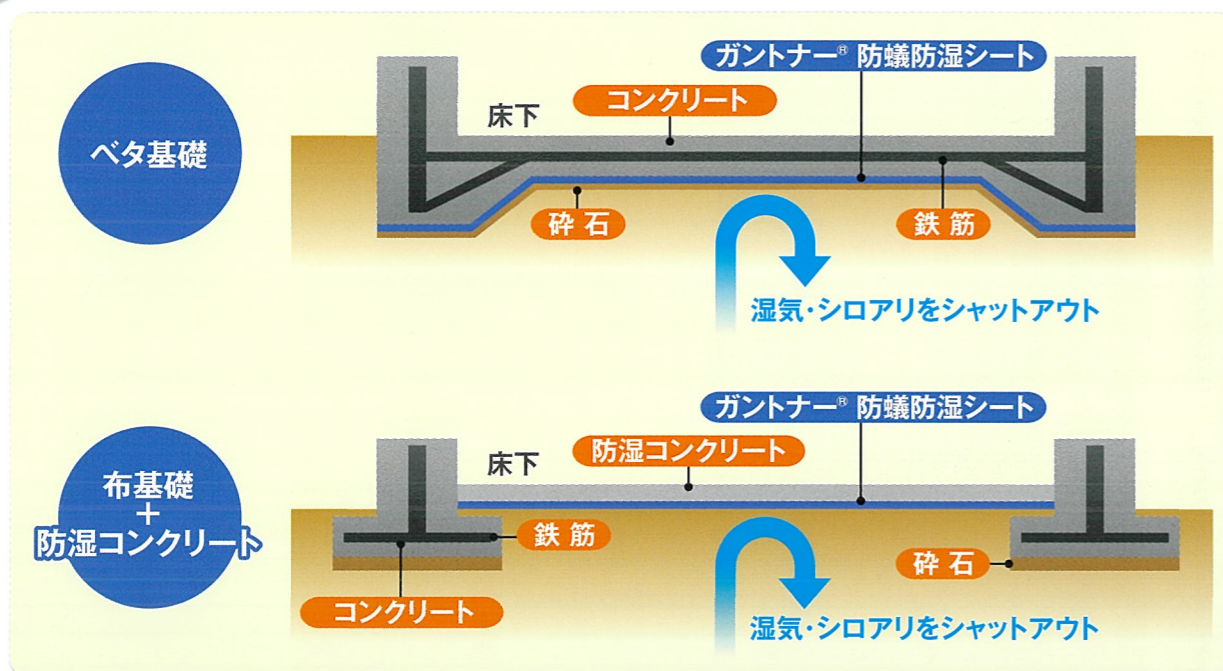 ベタ基礎
ガントナー® 防蟻防湿シート
コンクリート
床下
砕石
鉄筋
湿気・シロアリをシャットアウト
布基礎
+
防湿コンクリート
ガントナー® 防蟻防湿シート
防湿コンクリート
床下
鉄筋
砕石
コンクリート
湿気・シロアリをシャットアウト